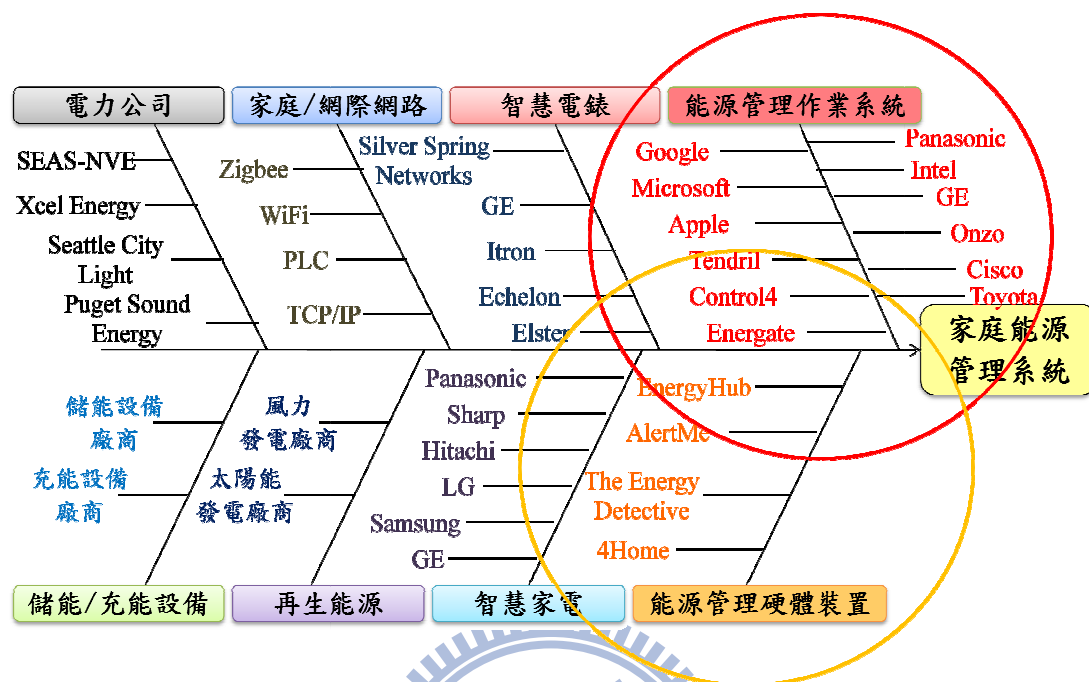 電力公司
家庭/網際網路
智慧電錶
能源管理作業系統
SEAS-NVE
Xcel Energy
Seattle City
Light
Puget Sound
Energy
Zigbee
WiFi
PLC
TCP/IP
Silver Spring
Networks
GE
Itron
Echelon
Elster
Google
Microsoft
Apple
Tendril
Control4
Energate
Panasonic
Intel
GE
Onzo
Cisco
Toyota
家庭能源
管理系統
儲能設備
廠商
充能設備
廠商
風力
發電廠商
太陽能
發電廠商
Panasonic
Sharp
Hitachi
LG
Samsung
GE
EnergyHub
AlertMe
The Energy
Detective
4Home
儲能/充能設備
再生能源
智慧家電
能源管理硬體裝置